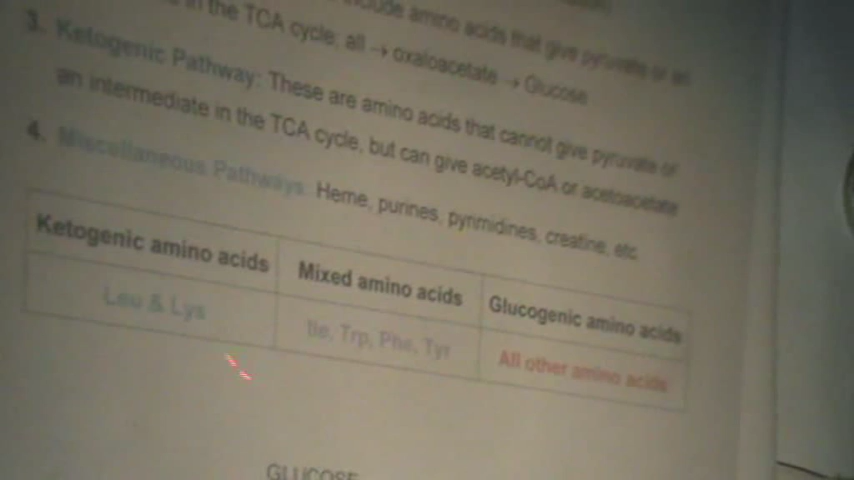 include amino acids that give pyruvate or an
in the TCA cycle; all → oxaloacetate → Glucose
3. Ketogenic Pathway: These are amino acids that cannot give pyruvate or
an intermediate in the TCA cycle, but can give acetyl-CoA or acetoacetate
4. Miscellaneous Pathways: Heme, purines, pyrimidines, creatine, etc
Ketogenic amino acids Mixed amino acids Glucogenic amino acids
Leu & Lys Ile, Trp, Phe, Tyr All other amino acids
GLUCOSE